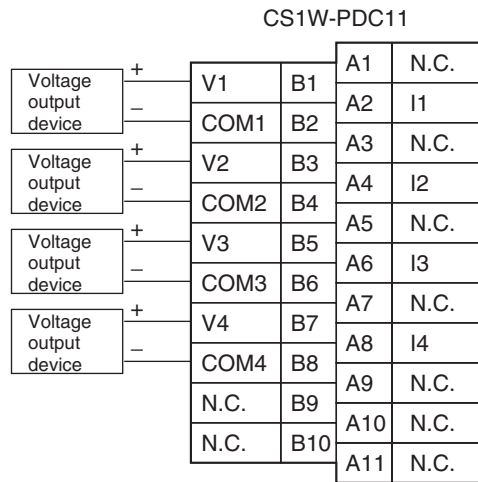 CS1W-PDC11
Voltage
output
device
+
−
Voltage
output
device
+
−
Voltage
output
device
+
−
Voltage
output
device
+
−
V1 B1
COM1 B2
V2 B3
COM2 B4
V3 B5
COM3 B6
V4 B7
COM4 B8
N.C. B9
N.C. B10
A1 N.C.
A2 I1
A3 N.C.
A4 I2
A5 N.C.
A6 I3
A7 N.C.
A8 I4
A9 N.C.
A10 N.C.
A11 N.C.